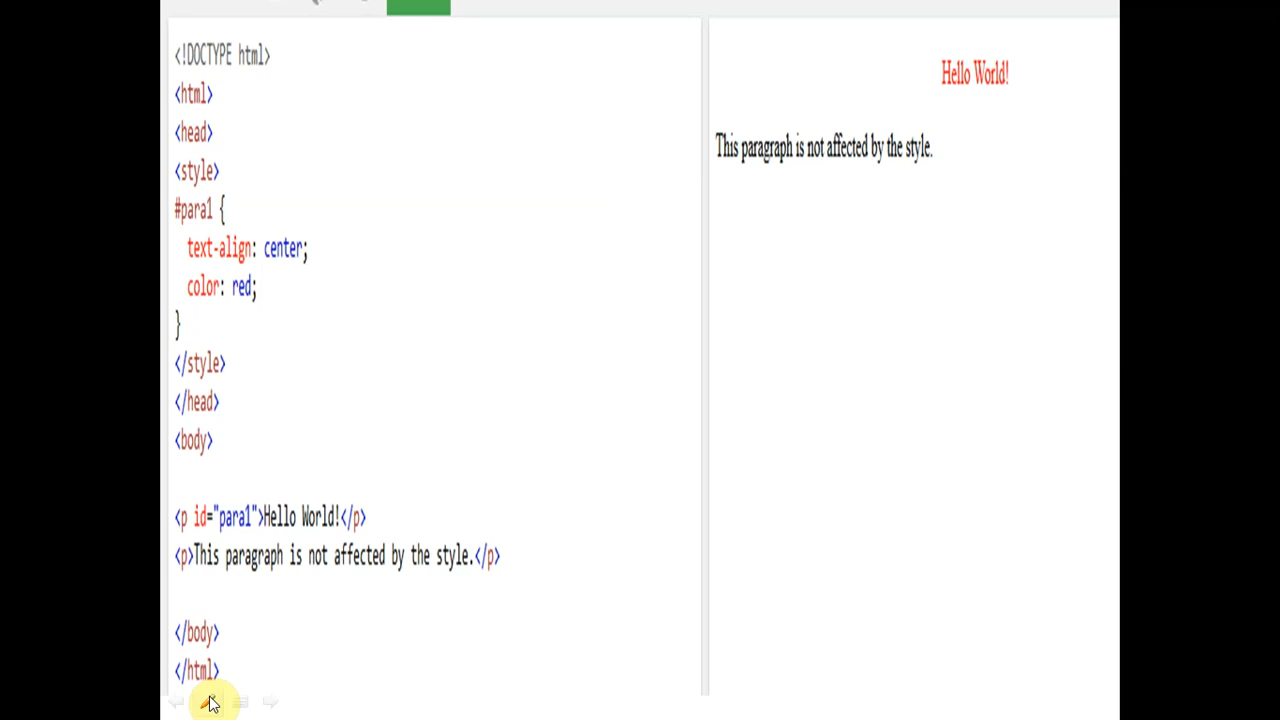 <!DOCTYPE html>
<html>
<head>
<style>
#para1 {
  text-align: center;
  color: red;
}
</style>
</head>
<body>
<p id="para1">Hello World!</p>
<p>This paragraph is not affected by the style.</p>
</body>
</html>
Hello World!
This paragraph is not affected by the style.